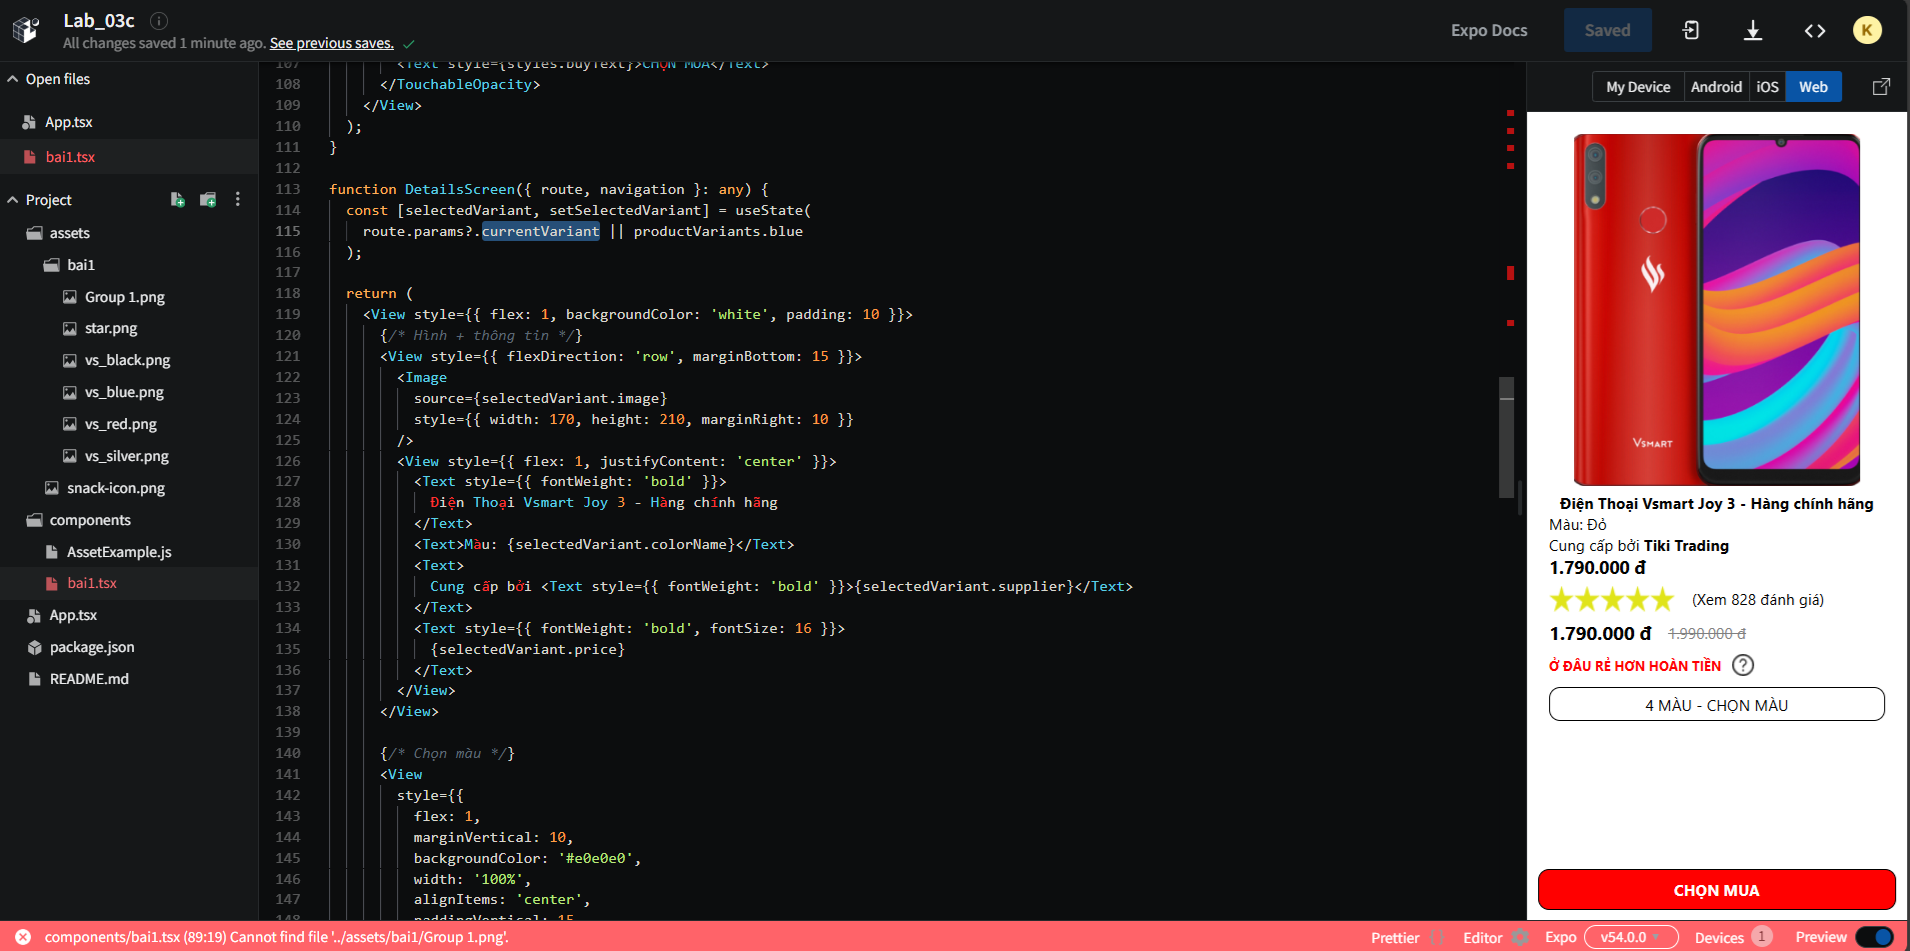 Lab_03c
All changes saved 1 minute ago. See previous saves.
Expo Docs
Saved
K
Open files
App.tsx
bai1.tsx
Project
assets
bai1
Group 1.png
star.png
vs_black.png
vs_blue.png
vs_red.png
vs_silver.png
snack-icon.png
components
AssetExample.js
bai1.tsx
App.tsx
package.json
README.md
107 <Text style={styles.buyText}>CHỌN MUA</Text>
108 </TouchableOpacity>
109 </View>
110 );
111 }
112
113 function DetailsScreen({ route, navigation }: any) {
114 const [selectedVariant, setSelectedVariant] = useState(
115 route.params?.currentVariant || productVariants.blue
116 );
117
118 return (
119 <View style={{ flex: 1, backgroundColor: 'white', padding: 10 }}>
120 {/* Hình + thông tin */}
121 <View style={{ flexDirection: 'row', marginBottom: 15 }}>
122 <Image
123 source={selectedVariant.image}
124 style={{ width: 170, height: 210, marginRight: 10 }}
125 />
126 <View style={{ flex: 1, justifyContent: 'center' }}>
127 <Text style={{ fontWeight: 'bold' }}>
128 Điện Thoại Vsmart Joy 3 - Hàng chính hãng
129 </Text>
130 <Text>Màu: {selectedVariant.colorName}</Text>
131 <Text>
132 Cung cấp bởi <Text style={{ fontWeight: 'bold' }}>{selectedVariant.supplier}</Text>
133 </Text>
134 <Text style={{ fontWeight: 'bold', fontSize: 16 }}>
135 {selectedVariant.price}
136 </Text>
137 </View>
138 </View>
139
140 {/* Chọn màu */}
141 <View
142 style={{
143 flex: 1,
144 marginVertical: 10,
145 backgroundColor: '#e0e0e0',
146 width: '100%',
147 alignItems: 'center',
148 paddingVertical: 15,
My Device
Android
iOS
Web
VSMART
Điện Thoại Vsmart Joy 3 - Hàng chính hãng
Màu: Đỏ
Cung cấp bởi Tiki Trading
1.790.000 đ
(Xem 828 đánh giá)
1.790.000 đ 1.990.000 đ
Ở ĐÂU RẺ HƠN HOÀN TIỀN ?
4 MÀU - CHỌN MÀU
CHỌN MUA
components/bai1.tsx (89:19) Cannot find file '../assets/bai1/Group 1.png'.
Prettier
Editor
Expo
v54.0.0
Devices 1
Preview